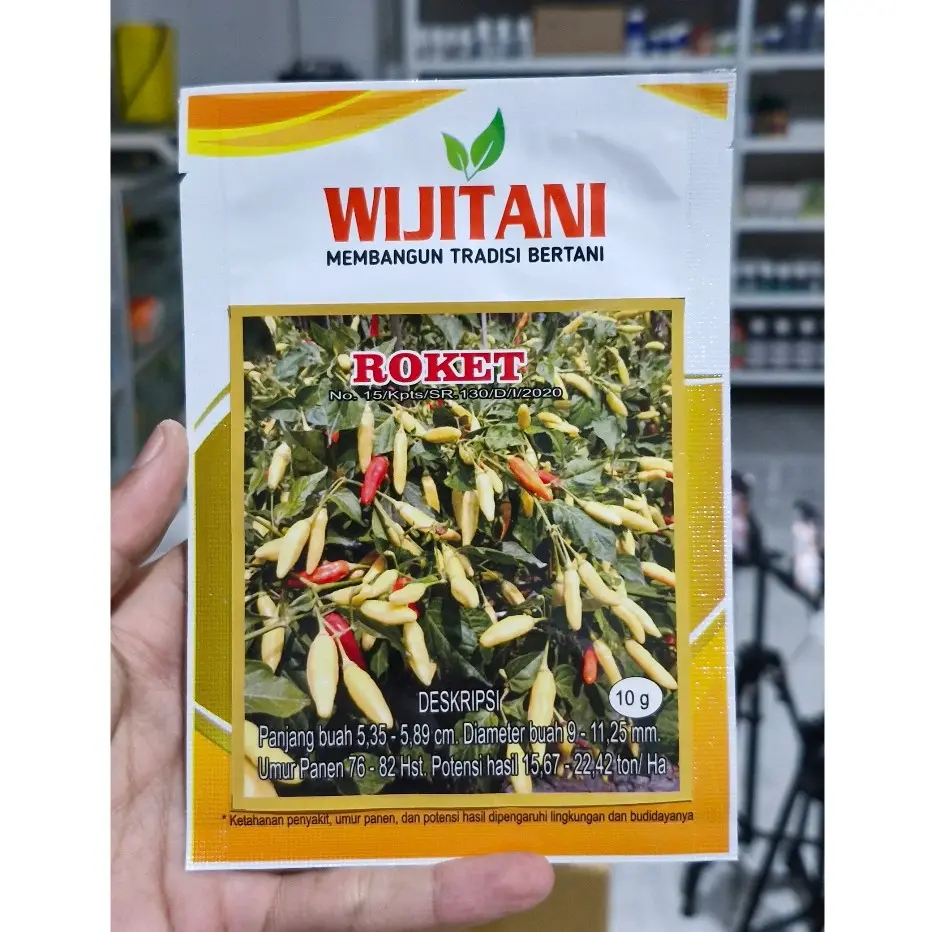 WIJITANI
MEMBANGUN TRADISI BERTANI
ROKET
No. 15/Kpts/SR.130/D/I/2020
DESKRIPSI
10 g
Panjang buah 5,35 - 5,89 cm. Diameter buah 9 - 11,25 mm.
Umur Panen 76 - 82 Hst. Potensi hasil 15,67 - 22,42 ton/ Ha
* Ketahanan penyakit, umur panen, dan potensi hasil dipengaruhi lingkungan dan budidayanya